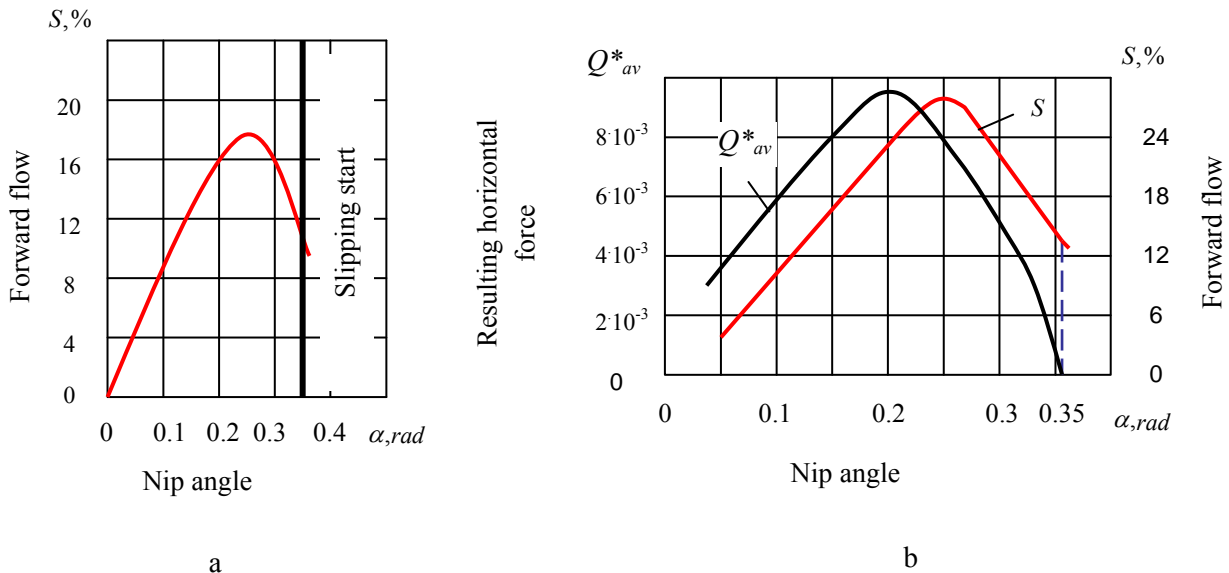 S,%
Forward flow
20
16
12
8
4
0
Slipping start
0 0.1 0.2 0.3 0.4 α,rad
Nip angle
a
Resulting horizontal
force
Q*av
8·10-3
6·10-3
4·10-3
2·10-3
0
Q*av
S
S,%
24
18
12
6
0
Forward flow
0 0.1 0.2 0.3 0.35 α,rad
Nip angle
b